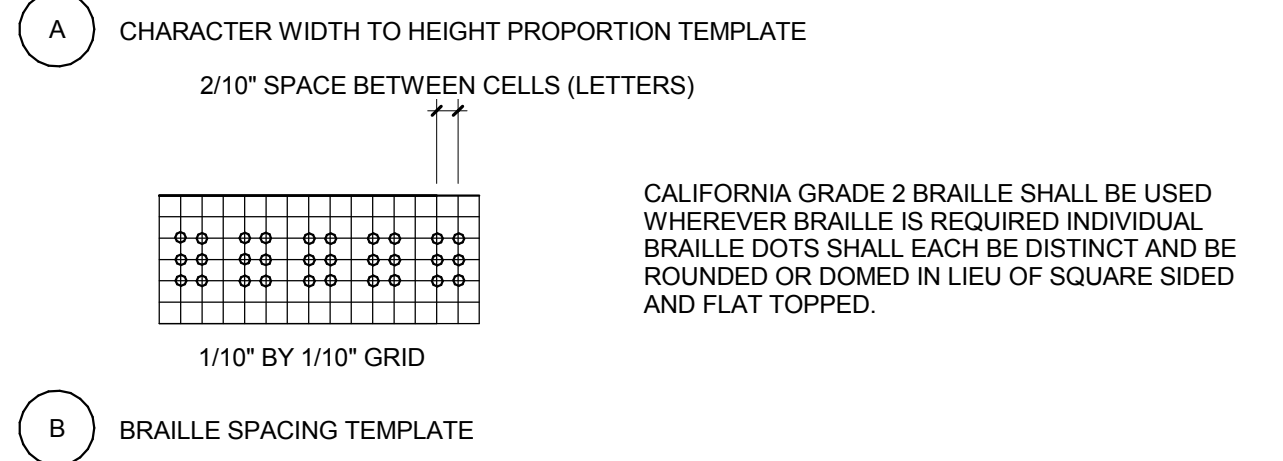 A CHARACTER WIDTH TO HEIGHT PROPORTION TEMPLATE
2/10" SPACE BETWEEN CELLS (LETTERS)
CALIFORNIA GRADE 2 BRAILLE SHALL BE USED
WHEREVER BRAILLE IS REQUIRED INDIVIDUAL
BRAILLE DOTS SHALL EACH BE DISTINCT AND BE
ROUNDED OR DOMED IN LIEU OF SQUARE SIDED
AND FLAT TOPPED.
1/10" BY 1/10" GRID
B BRAILLE SPACING TEMPLATE